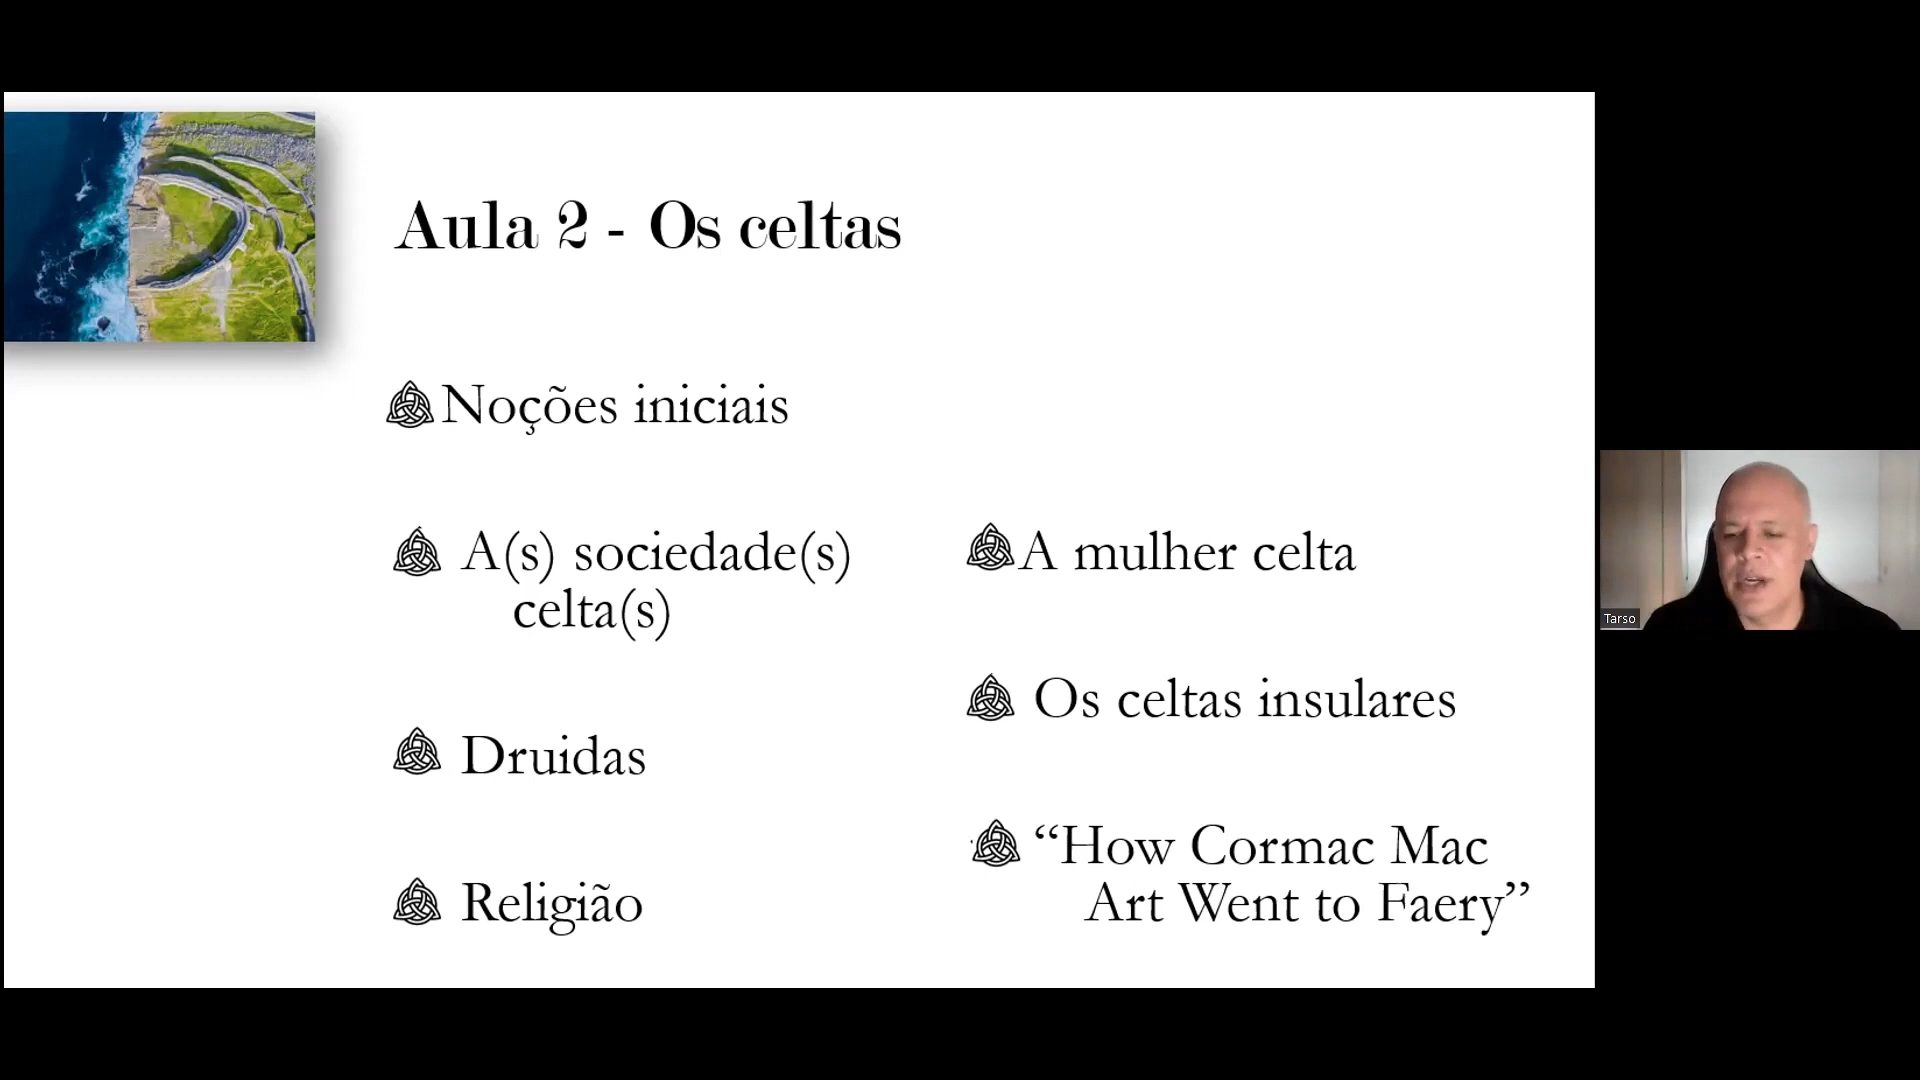 Aula 2 - Os celtas
Noções iniciais
A(s) sociedade(s)
celta(s)
Druidas
Religião
A mulher celta
Os celtas insulares
“How Cormac Mac
Art Went to Faery”
Tarso